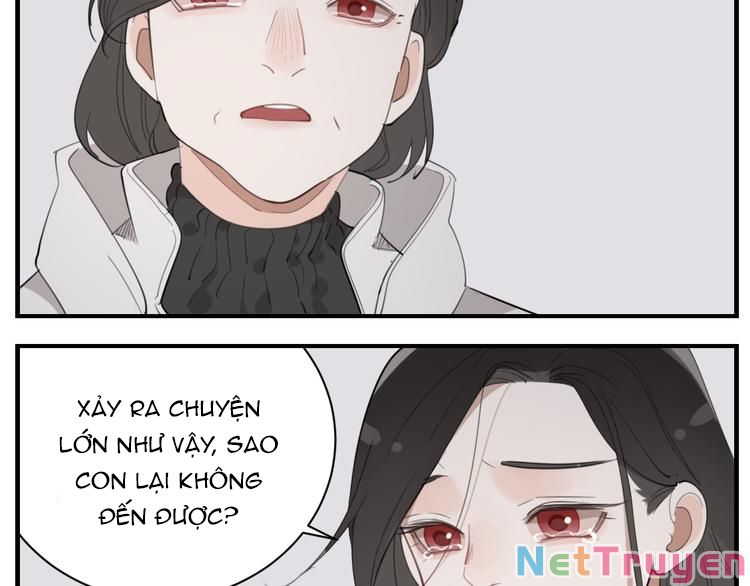 XẢY RA CHUYỆN
LỚN NHƯ VẬY, SAO
CON LẠI KHÔNG
ĐẾN ĐƯỢC?
NETTRUYEN